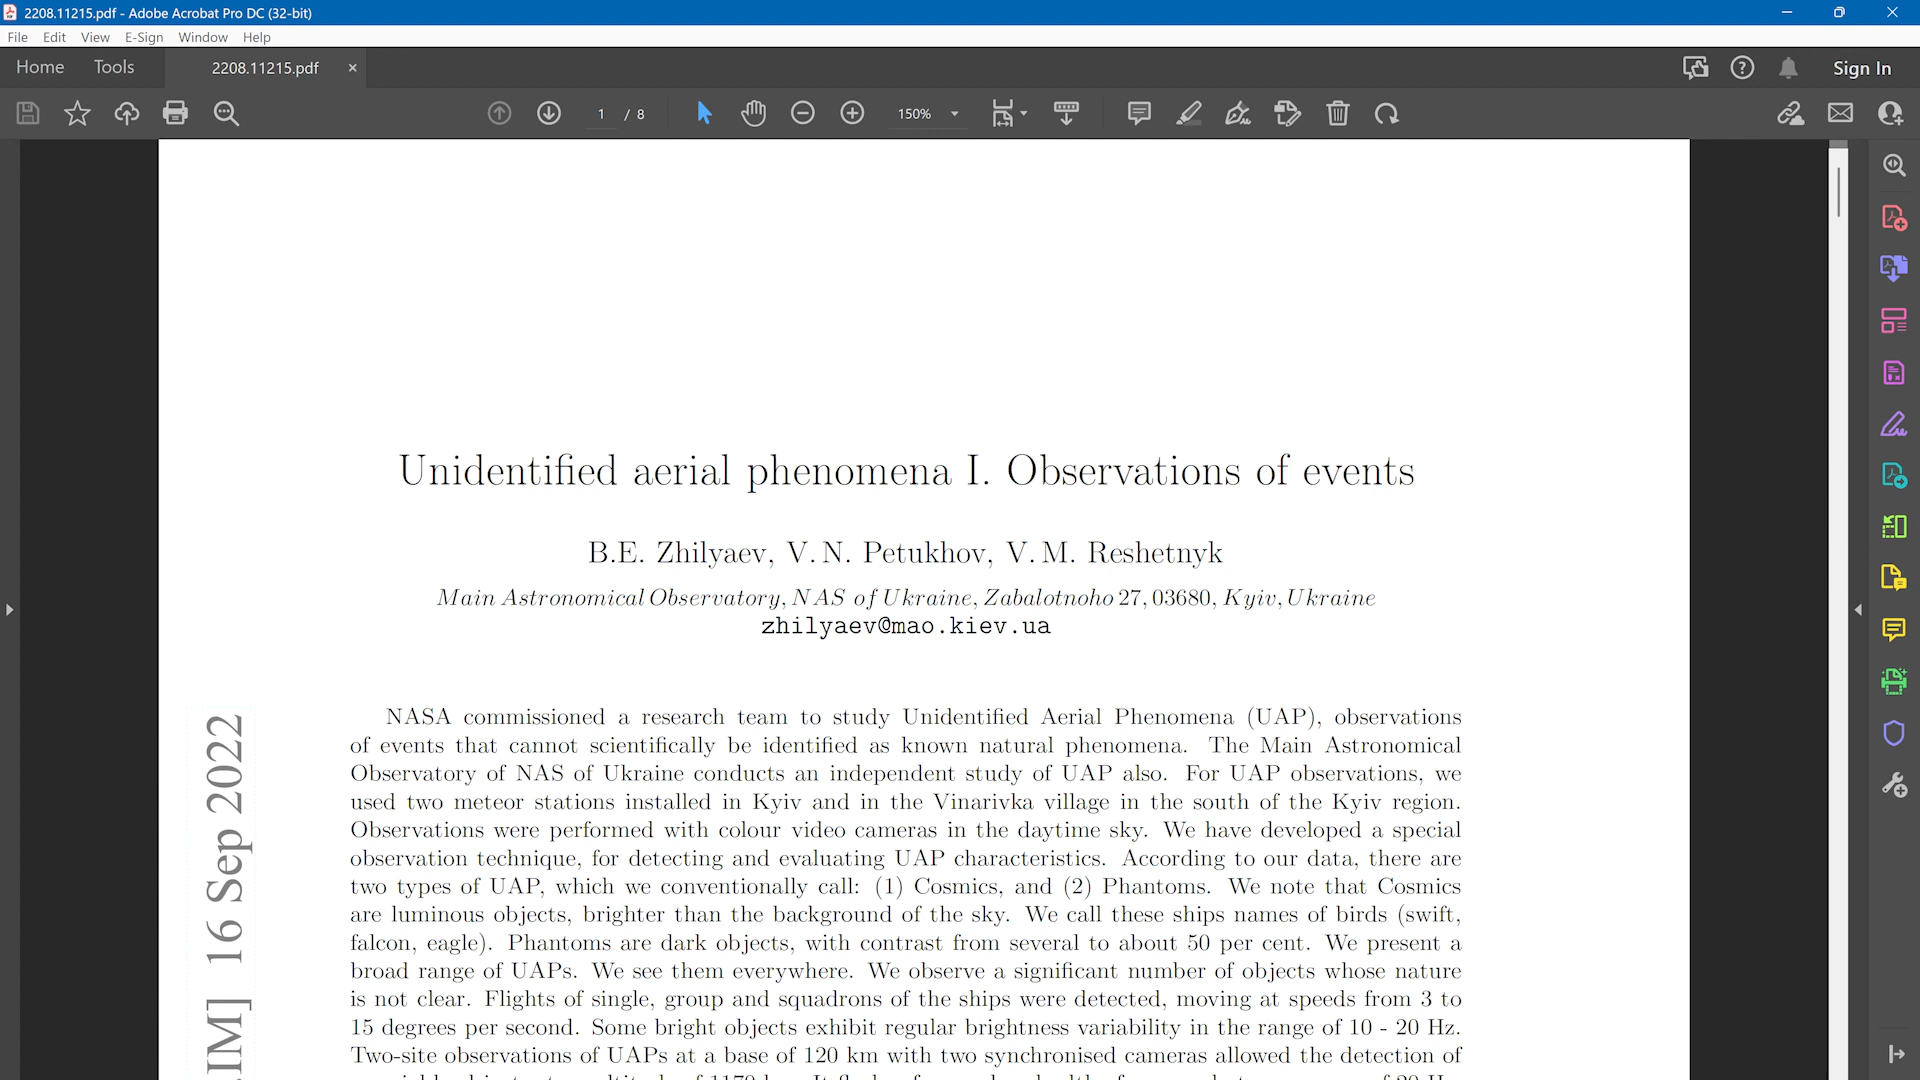 2208.11215.pdf - Adobe Acrobat Pro DC (32-bit)
File Edit View E-Sign Window Help
Home Tools 2208.11215.pdf × Sign In
1 / 8 150%
Unidentified aerial phenomena I. Observations of events
B.E. Zhilyaev, V.N. Petukhov, V.M. Reshetnyk
Main Astronomical Observatory, NAS of Ukraine, Zabalotnoho 27, 03680, Kyiv, Ukraine
zhilyaev@mao.kiev.ua
NASA commissioned a research team to study Unidentified Aerial Phenomena (UAP), observations
of events that cannot scientifically be identified as known natural phenomena. The Main Astronomical
Observatory of NAS of Ukraine conducts an independent study of UAP also. For UAP observations, we
used two meteor stations installed in Kyiv and in the Vinarivka village in the south of the Kyiv region.
Observations were performed with colour video cameras in the daytime sky. We have developed a special
observation technique, for detecting and evaluating UAP characteristics. According to our data, there are
two types of UAP, which we conventionally call: (1) Cosmics, and (2) Phantoms. We note that Cosmics
are luminous objects, brighter than the background of the sky. We call these ships names of birds (swift,
falcon, eagle). Phantoms are dark objects, with contrast from several to about 50 per cent. We present a
broad range of UAPs. We see them everywhere. We observe a significant number of objects whose nature
is not clear. Flights of single, group and squadrons of the ships were detected, moving at speeds from 3 to
15 degrees per second. Some bright objects exhibit regular brightness variability in the range of 10 - 20 Hz.
Two-site observations of UAPs at a base of 120 km with two synchronised cameras allowed the detection of
.IM] 16 Sep 2022